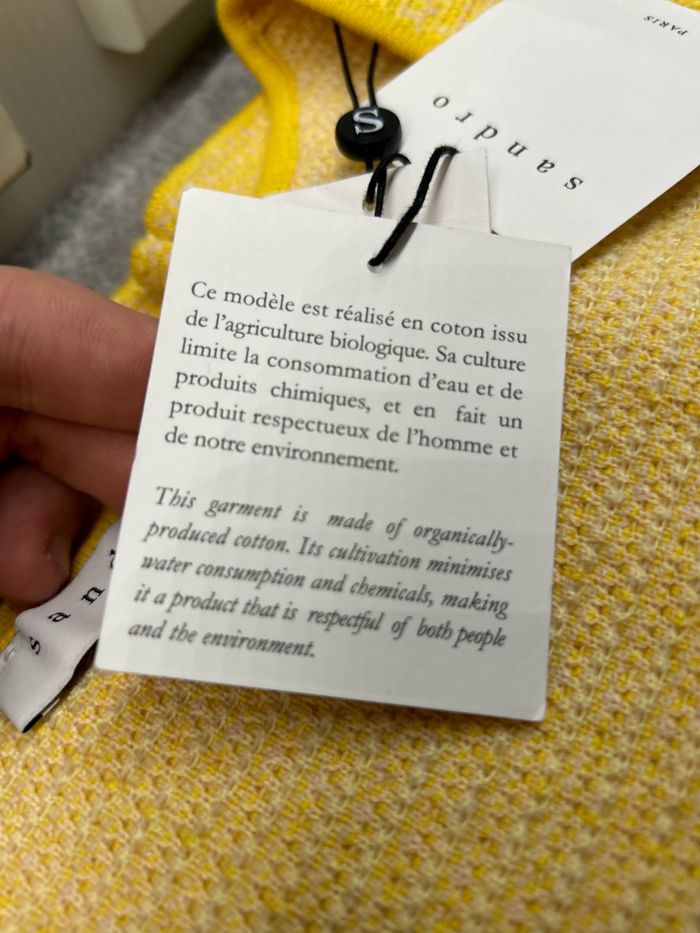 PARIS
sandro
S
Ce modèle est réalisé en coton issu
de l'agriculture biologique. Sa culture
limite la consommation d'eau et de
produits chimiques, et en fait un
produit respectueux de l'homme et
de notre environnement.
This garment is made of organically-
produced cotton. Its cultivation minimises
water consumption and chemicals, making
it a product that is respectful of both people
and the environment.
san